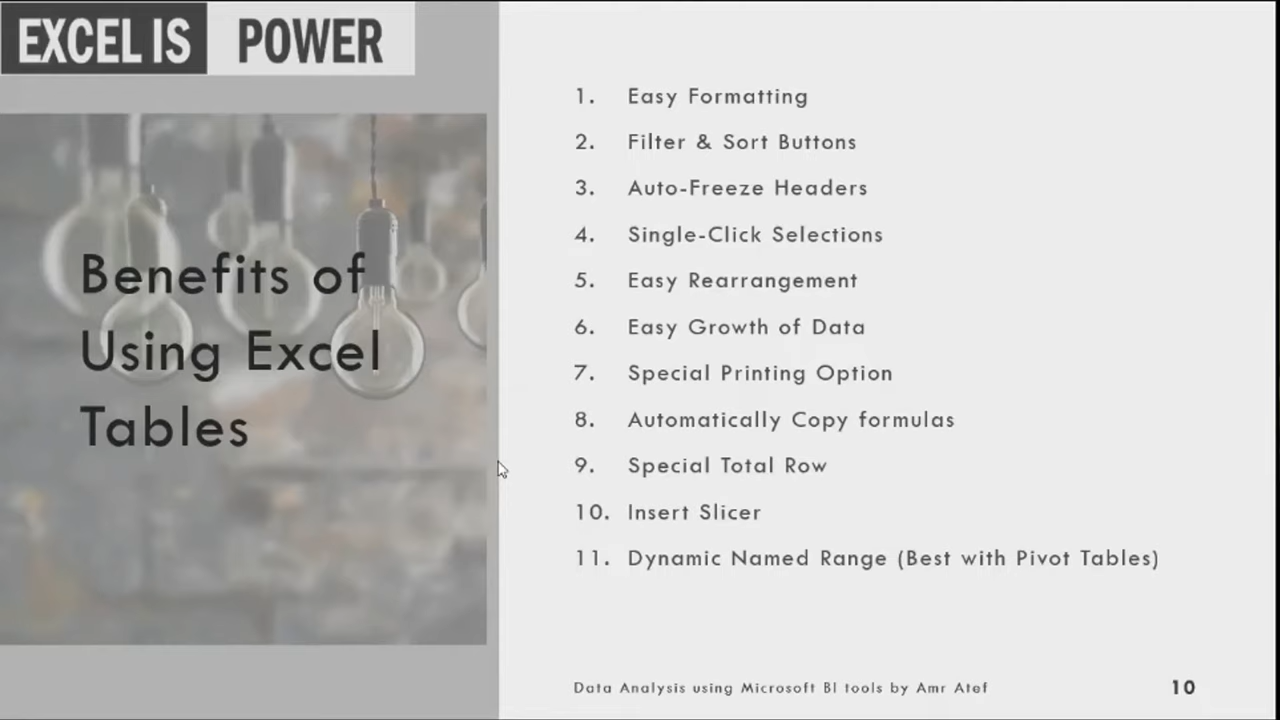 EXCEL IS POWER
Benefits of
Using Excel
Tables
1. Easy Formatting
2. Filter & Sort Buttons
3. Auto-Freeze Headers
4. Single-Click Selections
5. Easy Rearrangement
6. Easy Growth of Data
7. Special Printing Option
8. Automatically Copy formulas
9. Special Total Row
10. Insert Slicer
11. Dynamic Named Range (Best with Pivot Tables)
Data Analysis using Microsoft BI tools by Amr Atef 10